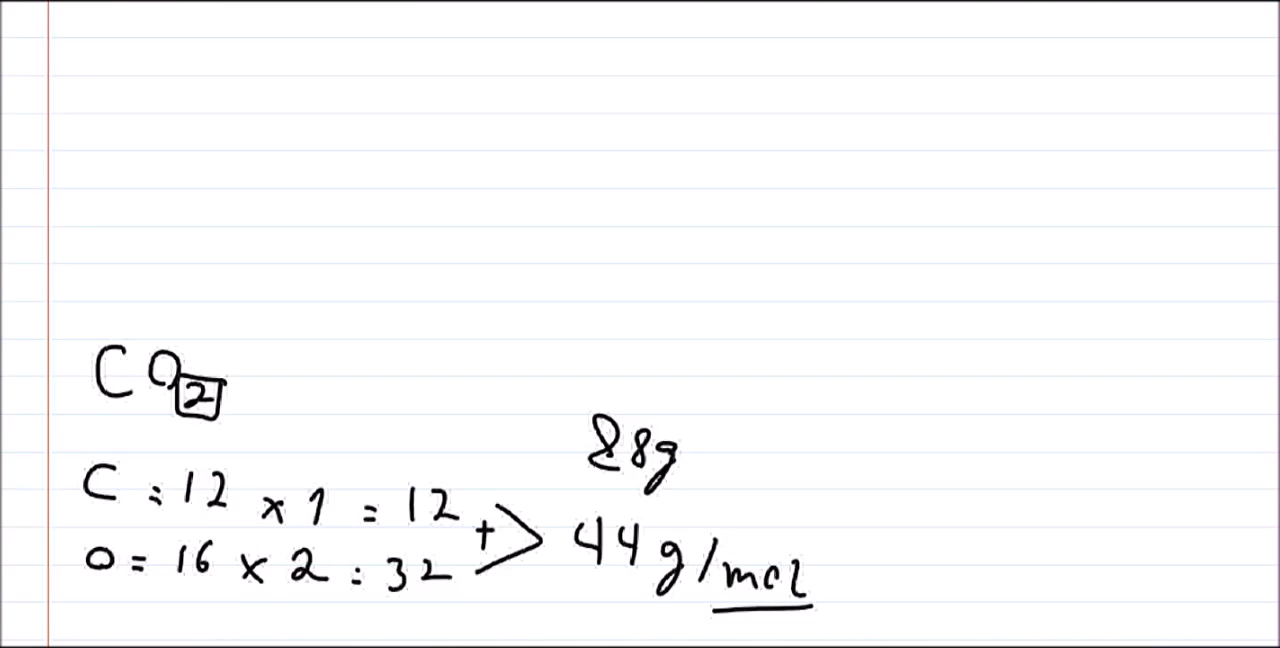 CO2
88g
C = 12 x 1 = 12
+ > 44 g/mol
O = 16 x 2 = 32